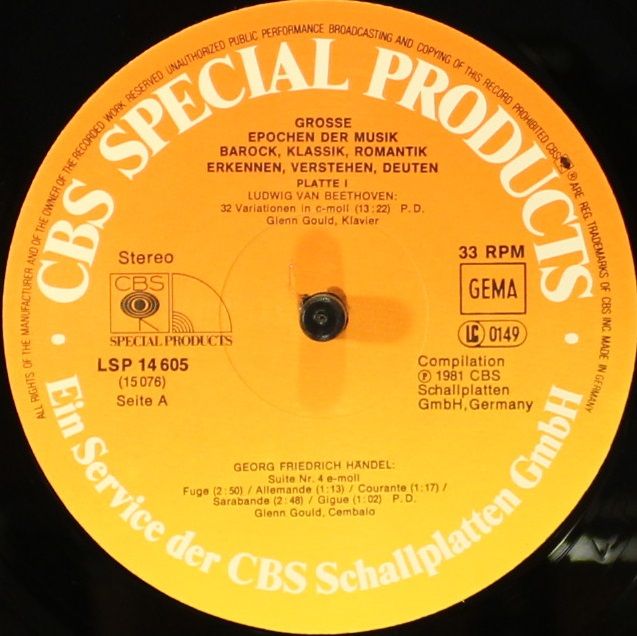 ALL RIGHTS OF THE MANUFACTURER AND OF THE OWNER OF THE RECORDED WORK RESERVED UNAUTHORIZED PUBLIC PERFORMANCE BROADCASTING AND COPYING OF THIS RECORD PROHIBITED CBS ® ARE REG. TRADEMARKS OF CBS INC. MADE IN GERMANY
CBS SPECIAL PRODUCTS
GROSSE
EPOCHEN DER MUSIK
BAROCK, KLASSIK, ROMANTIK
ERKENNEN, VERSTEHEN, DEUTEN
PLATTE I
LUDWIG VAN BEETHOVEN:
32 Variationen in c-moll (13:22) P.D.
Glenn Gould, Klavier
Stereo
CBS
SPECIAL PRODUCTS
LSP 14 605
(15 076)
Seite A
33 RPM
GEMA
LC 0149
Compilation
℗ 1981 CBS
Schallplatten
GmbH, Germany
GEORG FRIEDRICH HÄNDEL:
Suite Nr. 4 e-moll
Fuge (2:50) / Allemande (1:13) / Courante (1:17) /
Sarabande (2:48) / Gigue (1:02) P.D.
Glenn Gould, Cembalo
• Ein Service der CBS Schallplatten GmbH •